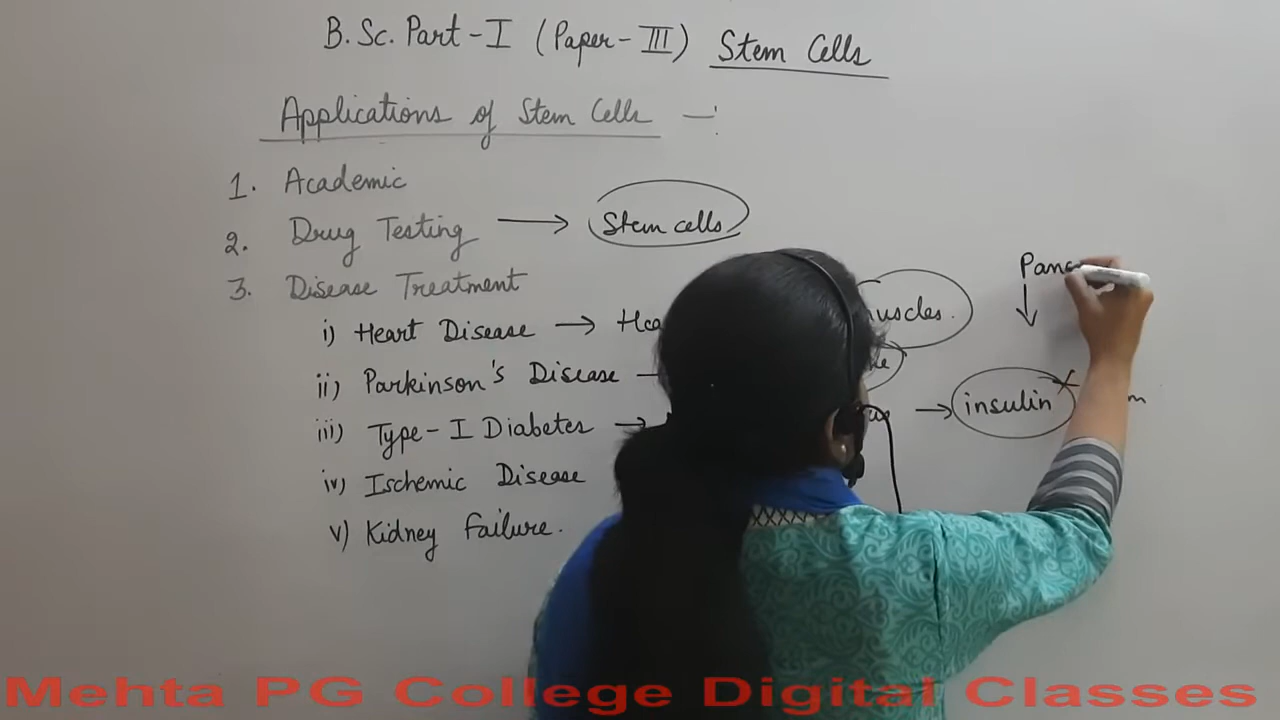 B.Sc. Part-I (Paper-III) Stem Cells
Applications of Stem Cells —:
1. Academic
2. Drug Testing → Stem cells
3. Disease Treatment
i) Heart Disease →
ii) Parkinson's Disease
iii) Type-I Diabetes → → insulin
iv) Ischemic Disease
v) Kidney Failure.
Mehta PG College Digital Classes